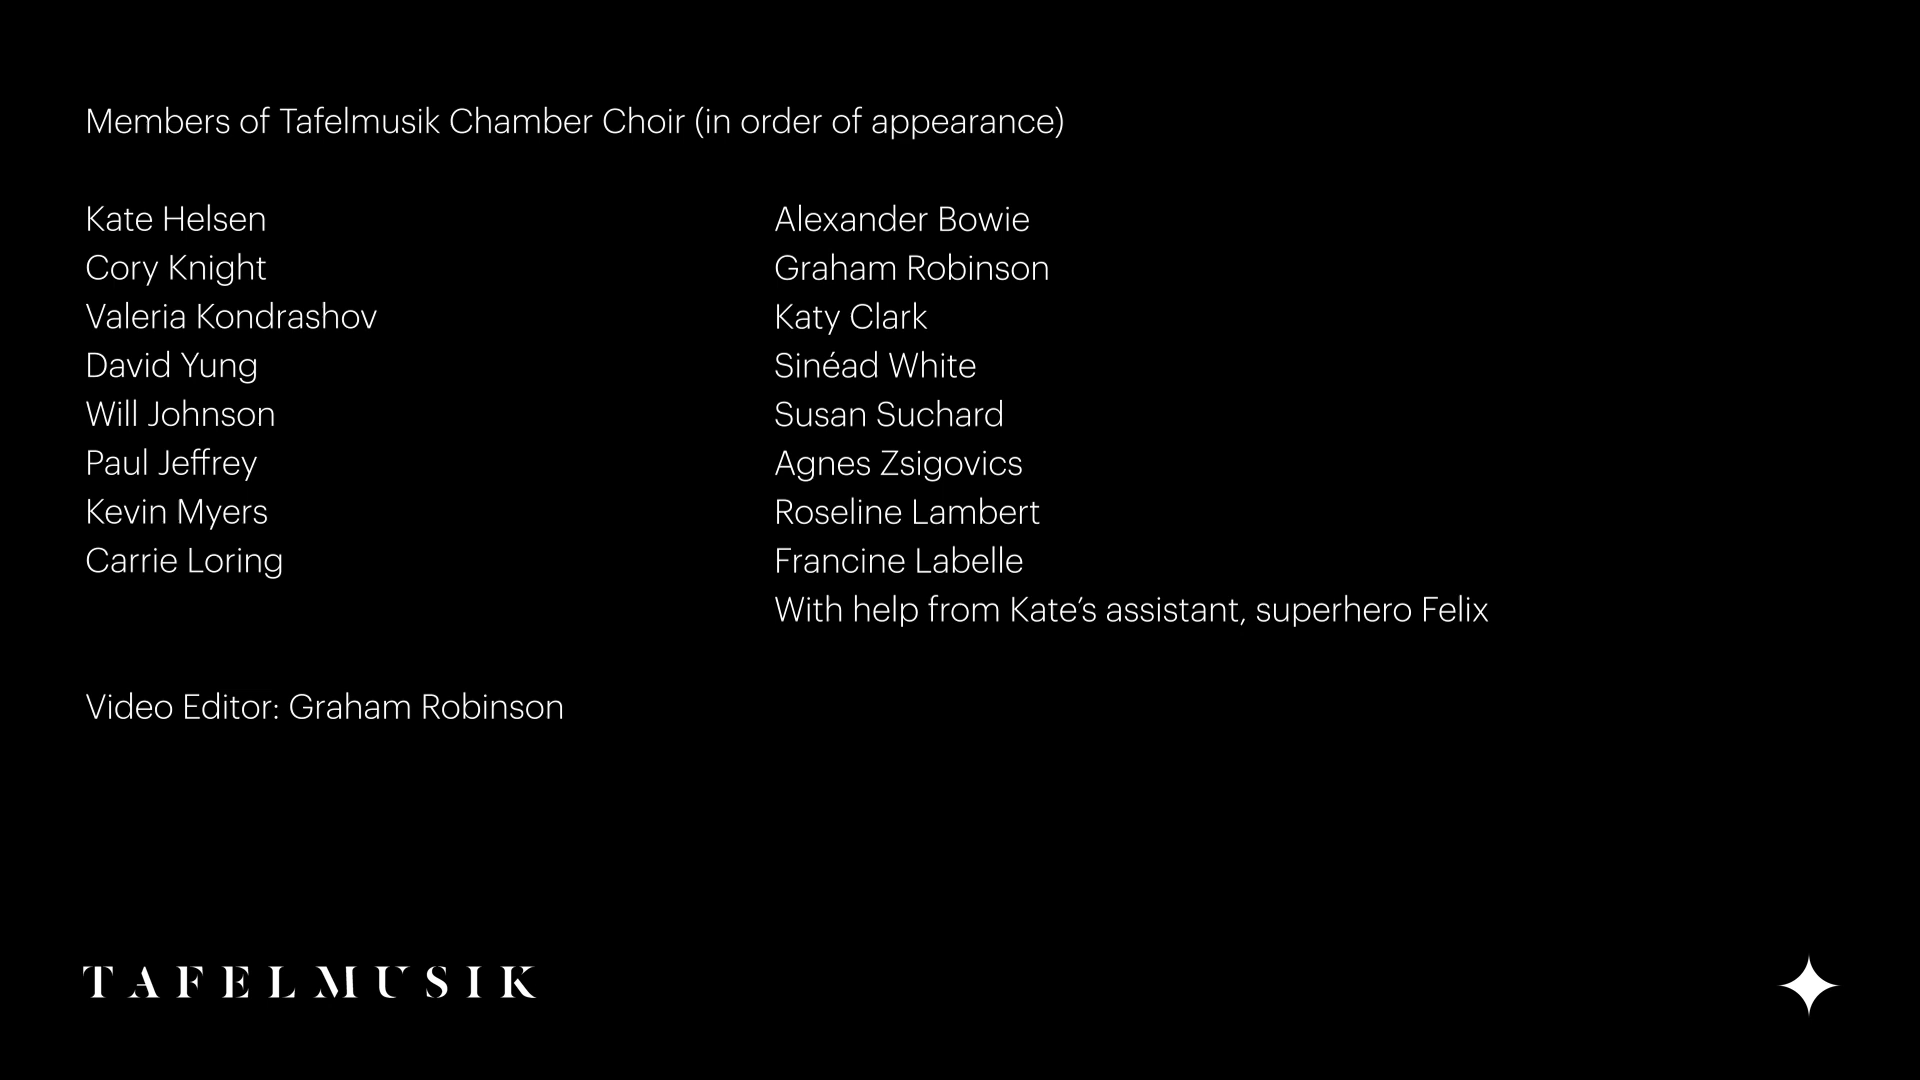 Members of Tafelmusik Chamber Choir (in order of appearance)
Kate Helsen
Cory Knight
Valeria Kondrashov
David Yung
Will Johnson
Paul Jeffrey
Kevin Myers
Carrie Loring
Alexander Bowie
Graham Robinson
Katy Clark
Sinéad White
Susan Suchard
Agnes Zsigovics
Roseline Lambert
Francine Labelle
With help from Kate’s assistant, superhero Felix
Video Editor: Graham Robinson
TAFELMUSIK